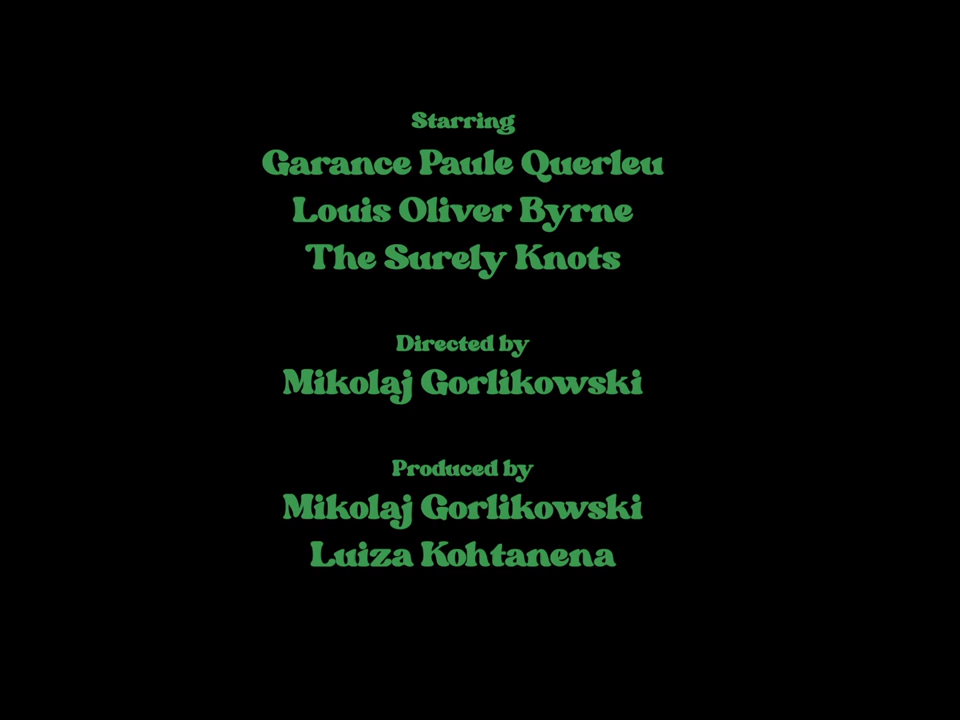 Starring
Garance Paule Querleu
Louis Oliver Byrne
The Surely Knots
Directed by
Mikolaj Gorlikowski
Produced by
Mikolaj Gorlikowski
Luiza Kohtanena